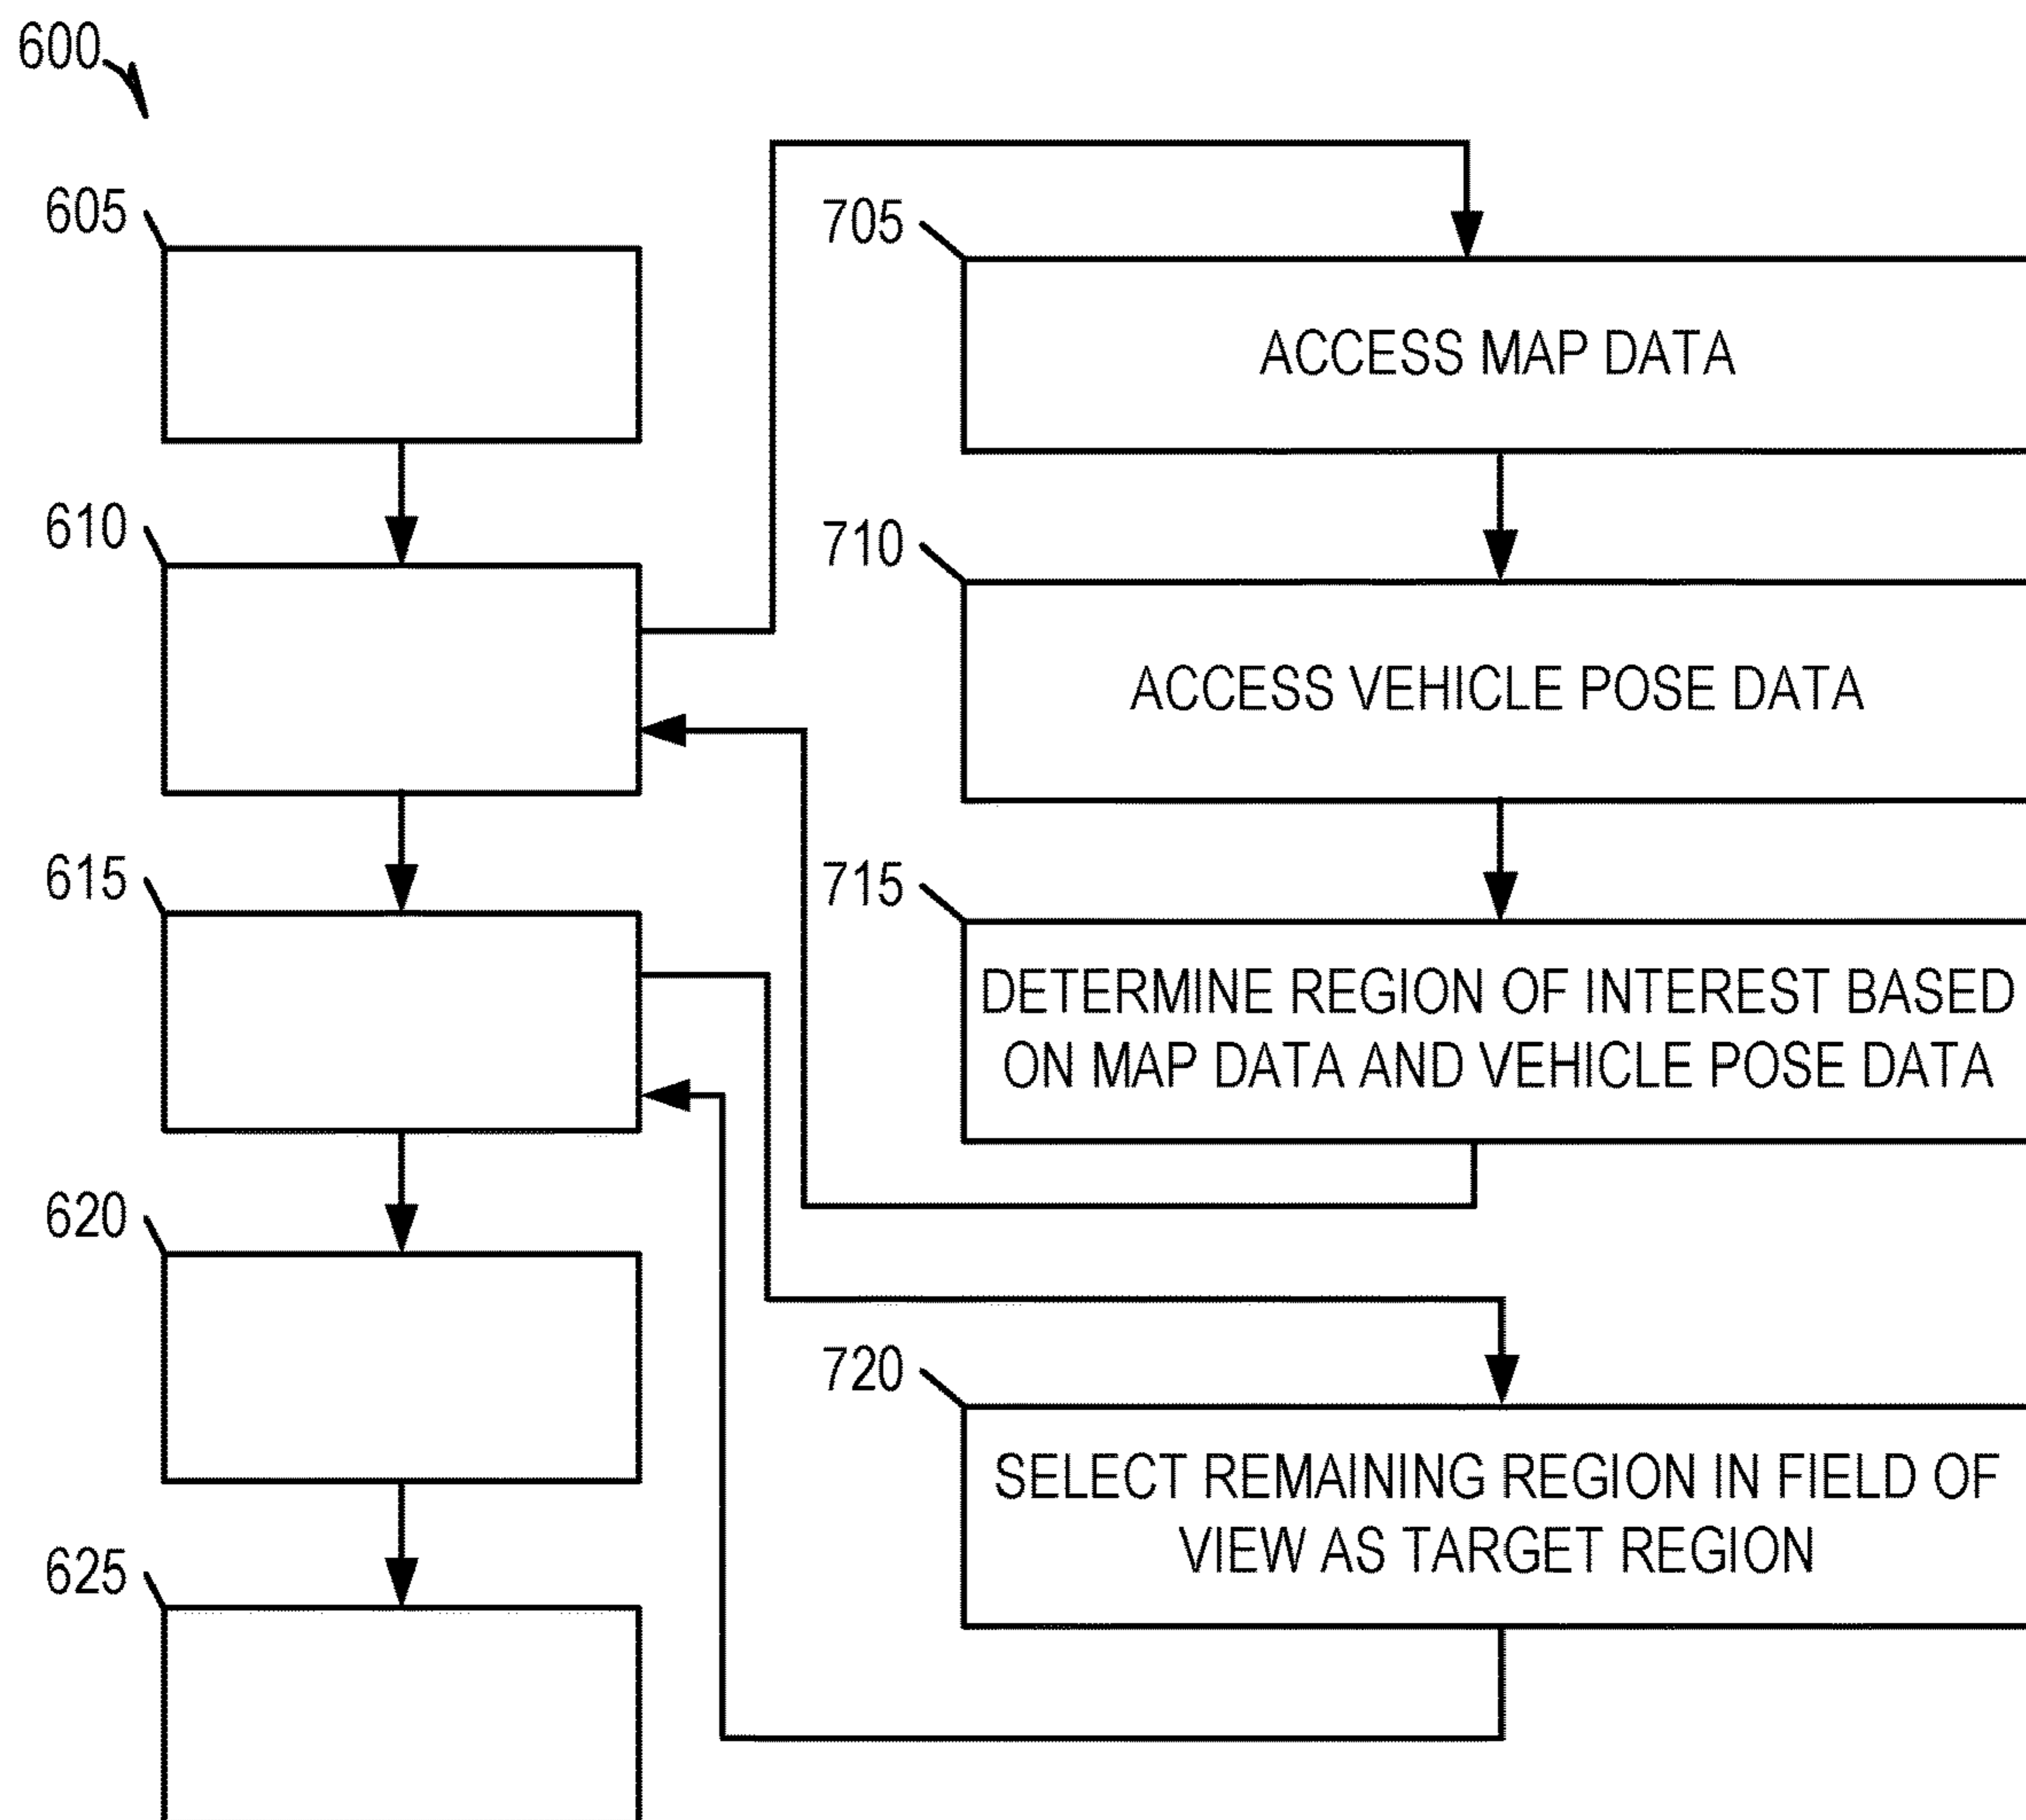 600
605
705
ACCESS MAP DATA
610
710
ACCESS VEHICLE POSE DATA
615
715
DETERMINE REGION OF INTEREST BASED
ON MAP DATA AND VEHICLE POSE DATA
620
720
SELECT REMAINING REGION IN FIELD OF
VIEW AS TARGET REGION
625